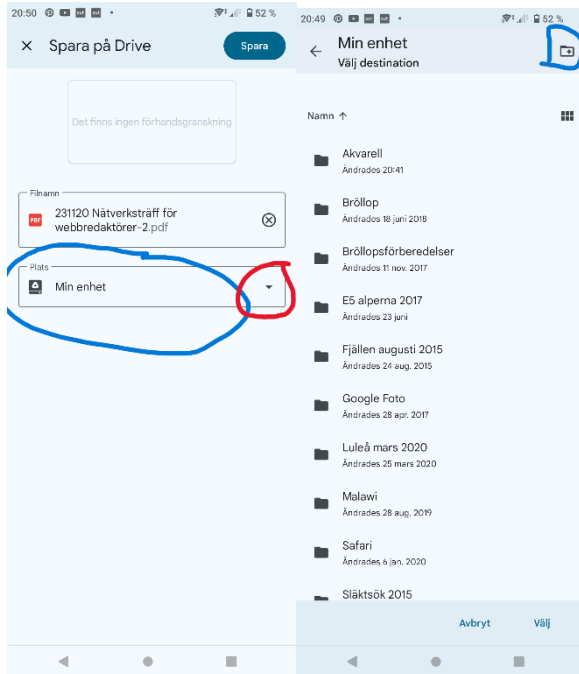 20:50
52 %
Spara på Drive
Spara
Det finns ingen förhandsgranskning
Filnamn
PDF
231120 Nätverksträff för
webbredaktörer-2.pdf
Plats
Min enhet
20:49
52 %
Min enhet
Välj destination
Namn
Akvarell
Ändrades 20:41
Bröllop
Ändrades 18 juni 2018
Bröllopsförberedelser
Ändrades 11 nov. 2017
E5 alperna 2017
Ändrades 23 juni
Fjällen augusti 2015
Ändrades 24 aug. 2015
Google Foto
Ändrades 28 apr. 2017
Luleå mars 2020
Ändrades 25 mars 2020
Malawi
Ändrades 28 aug. 2019
Safari
Ändrades 6 jan. 2020
Släktsök 2015
Avbryt
Välj